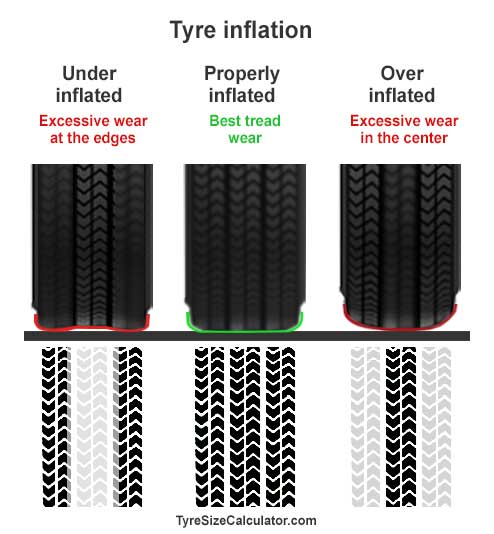 Tyre inflation
Under
inflated
Excessive wear
at the edges
Properly
inflated
Best tread
wear
Over
inflated
Excessive wear
in the center
TyreSizeCalculator.com